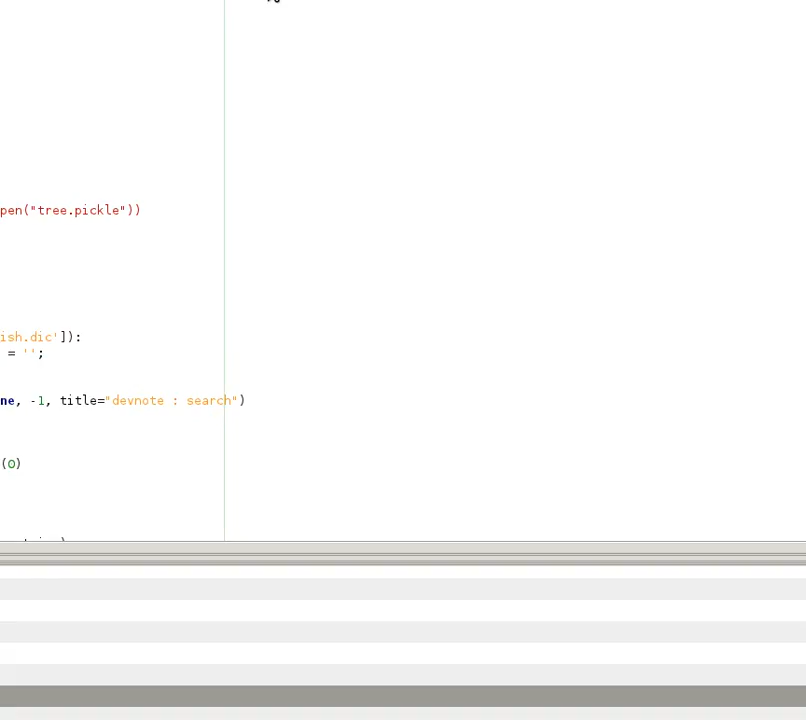 pen("tree.pickle"))
ish.dic']):
= '';
ne, -1, title="devnote : search")
(0)